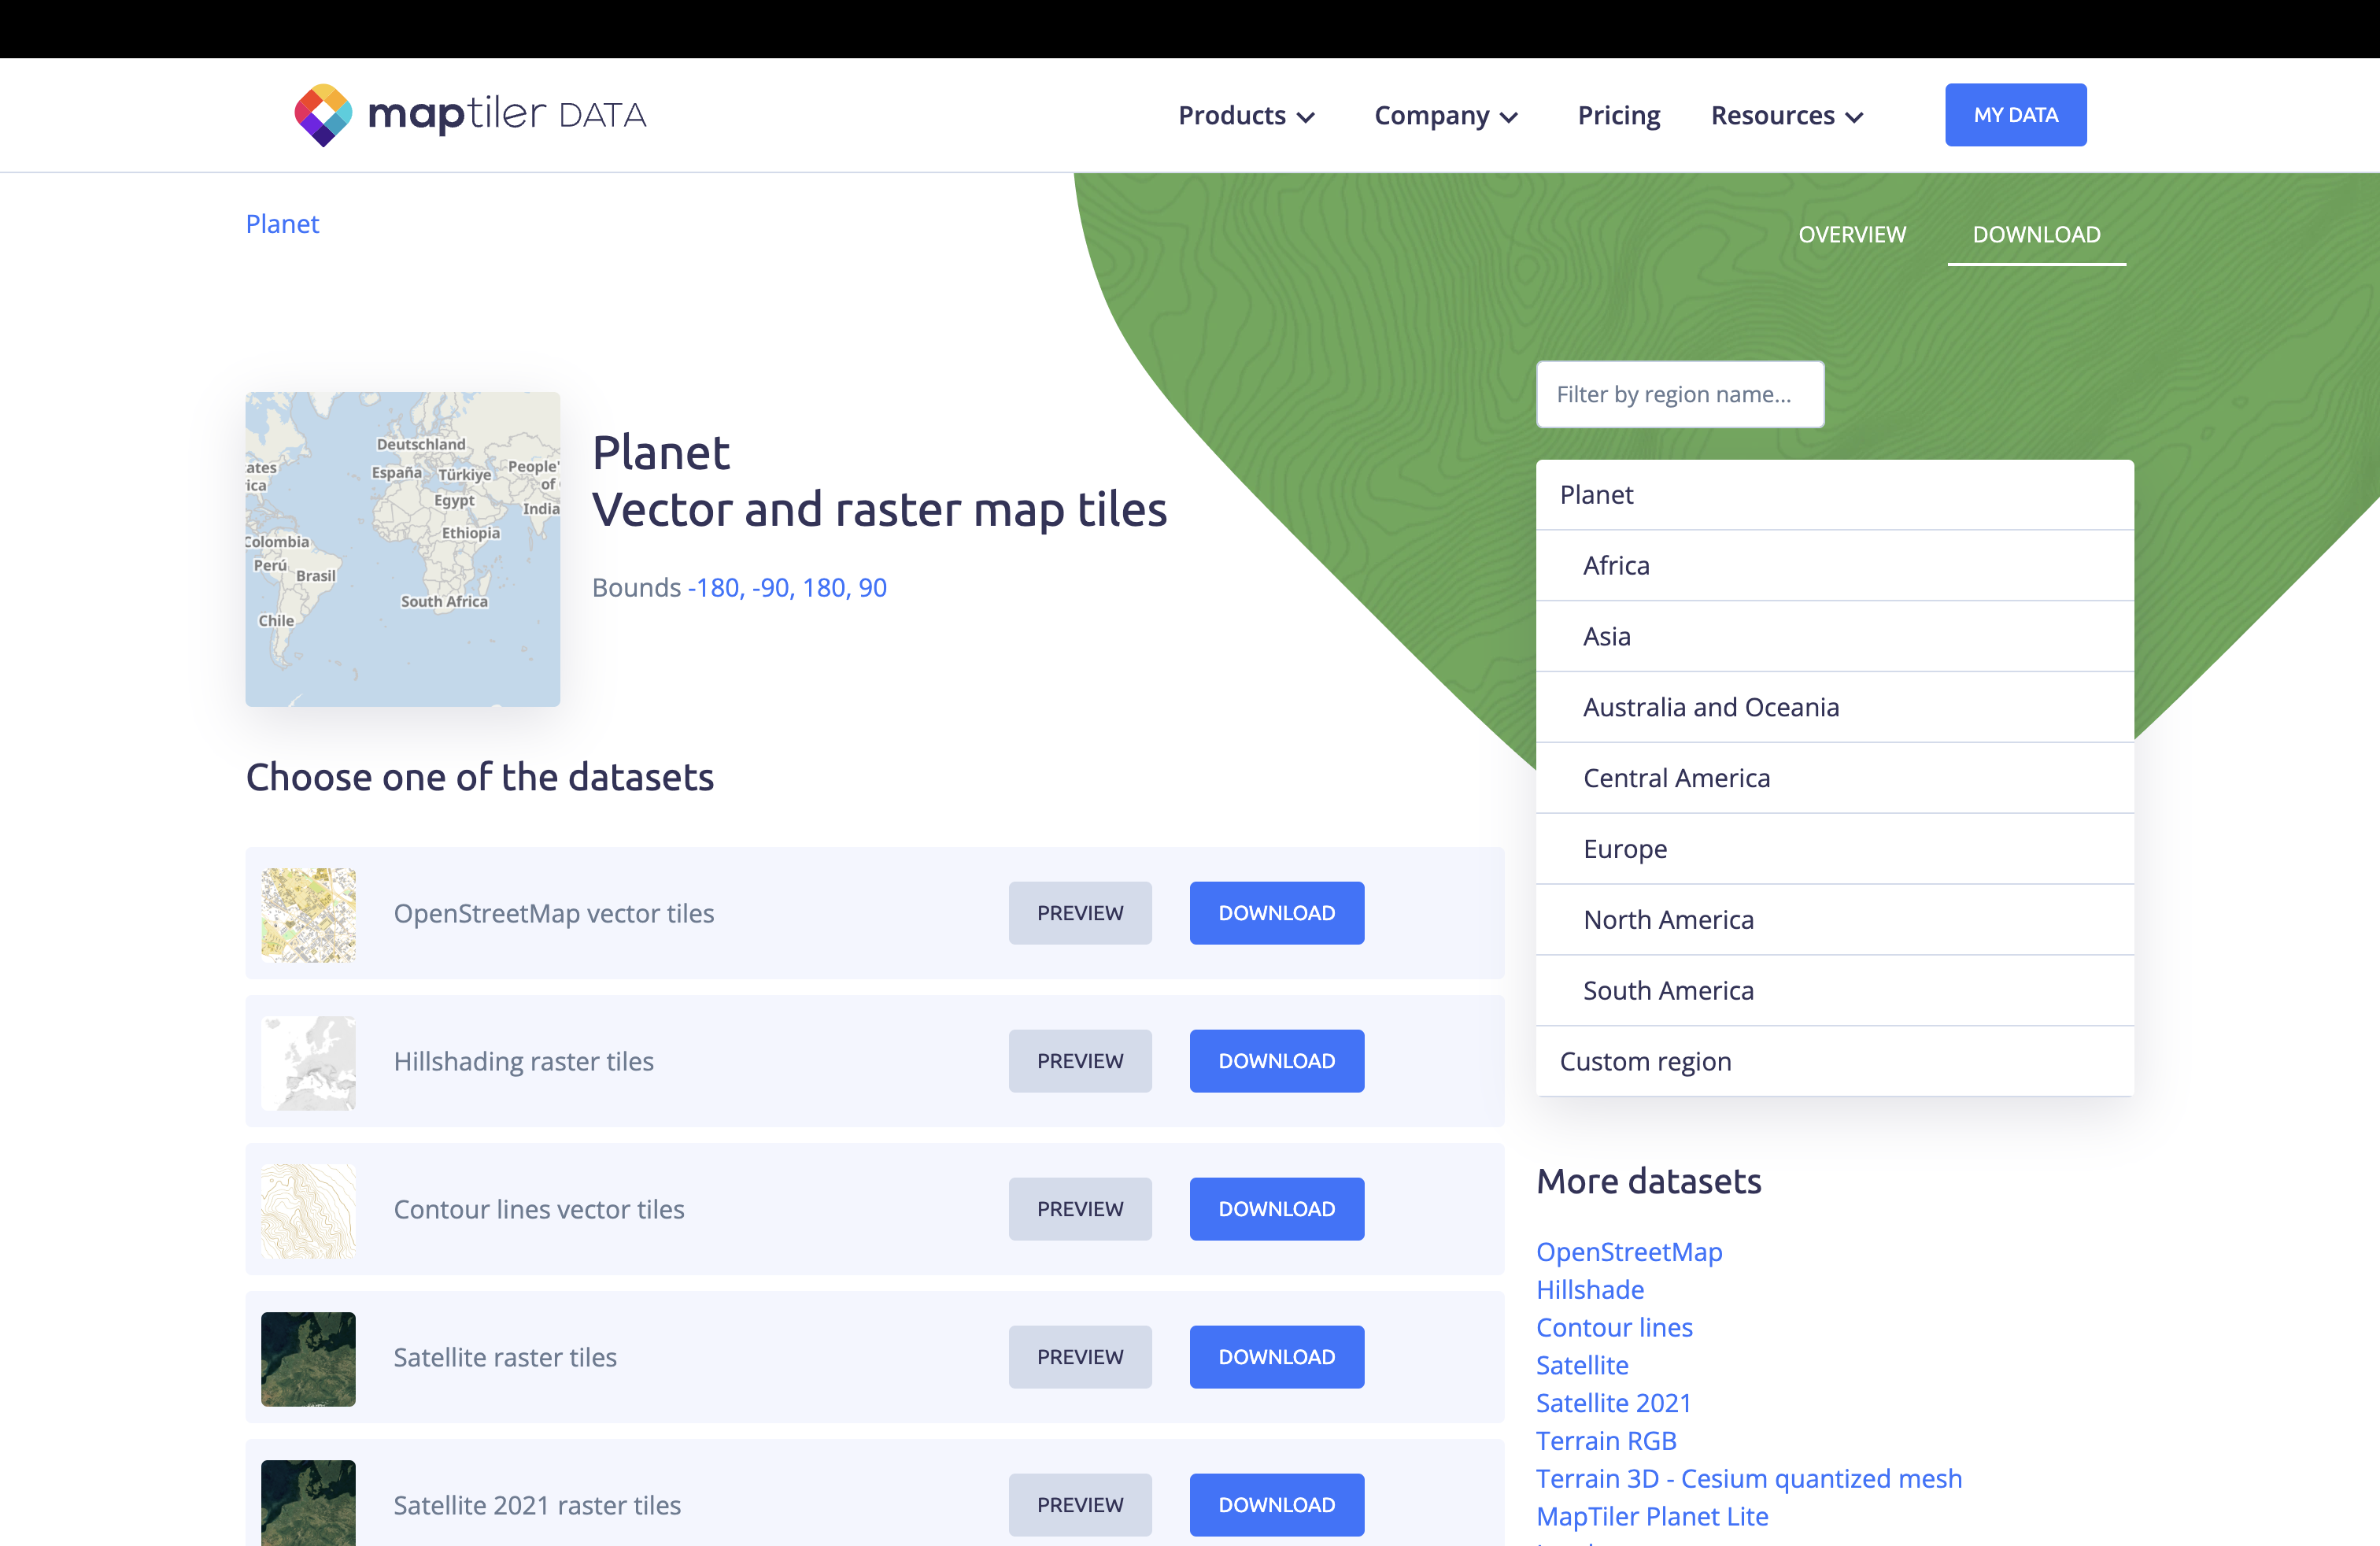 maptiler DATA
Products
Company
Pricing
Resources
MY DATA
Planet
OVERVIEW
DOWNLOAD
Filter by region name...
Deutschland
España
Türkiye
People'
of
ates
ica
Egypt
India
Ethiopia
Colombia
Perú
Brasil
South Africa
Chile
Planet
Vector and raster map tiles
Bounds -180, -90, 180, 90
Planet
Africa
Asia
Australia and Oceania
Central America
Europe
North America
South America
Custom region
Choose one of the datasets
OpenStreetMap vector tiles
PREVIEW
DOWNLOAD
Hillshading raster tiles
PREVIEW
DOWNLOAD
Contour lines vector tiles
PREVIEW
DOWNLOAD
Satellite raster tiles
PREVIEW
DOWNLOAD
Satellite 2021 raster tiles
PREVIEW
DOWNLOAD
More datasets
OpenStreetMap
Hillshade
Contour lines
Satellite
Satellite 2021
Terrain RGB
Terrain 3D - Cesium quantized mesh
MapTiler Planet Lite